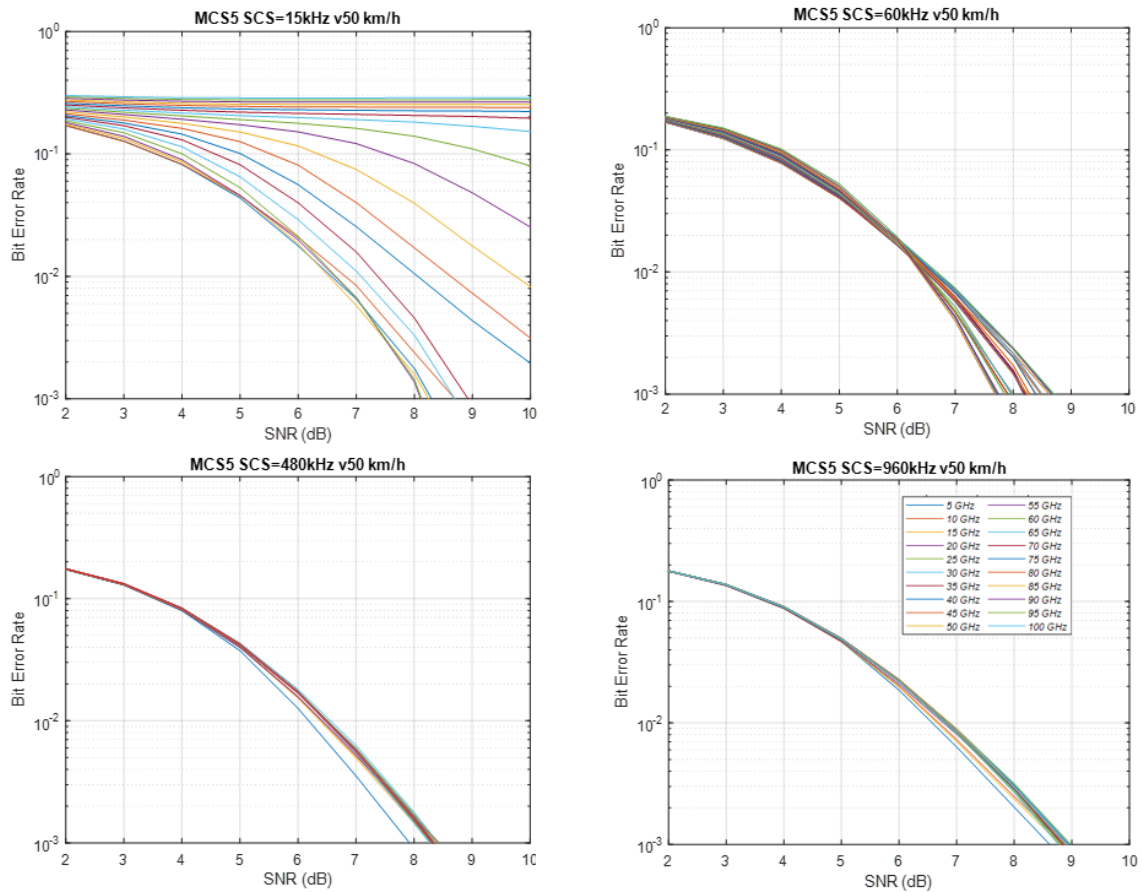 MCS5 SCS=15kHz v50 km/h
10^0
10^-1
10^-2
10^-3
Bit Error Rate
2 3 4 5 6 7 8 9 10
SNR (dB)
MCS5 SCS=60kHz v50 km/h
10^0
10^-1
10^-2
10^-3
Bit Error Rate
2 3 4 5 6 7 8 9 10
SNR (dB)
MCS5 SCS=480kHz v50 km/h
10^0
10^-1
10^-2
10^-3
Bit Error Rate
2 3 4 5 6 7 8 9 10
SNR (dB)
MCS5 SCS=960kHz v50 km/h
10^0
10^-1
10^-2
10^-3
Bit Error Rate
5 GHz 55 GHz
10 GHz 60 GHz
15 GHz 65 GHz
20 GHz 70 GHz
25 GHz 75 GHz
30 GHz 80 GHz
35 GHz 85 GHz
40 GHz 90 GHz
45 GHz 95 GHz
50 GHz 100 GHz
2 3 4 5 6 7 8 9 10
SNR (dB)